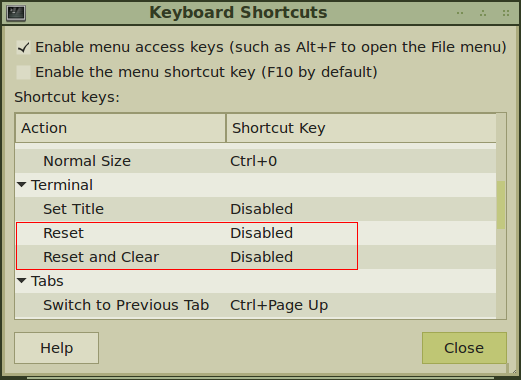 Keyboard Shortcuts
Enable menu access keys (such as Alt+F to open the File menu)
Enable the menu shortcut key (F10 by default)
Shortcut keys:
Action Shortcut Key
Normal Size Ctrl+0
Terminal
Set Title Disabled
Reset Disabled
Reset and Clear Disabled
Tabs
Switch to Previous Tab Ctrl+Page Up
Help Close